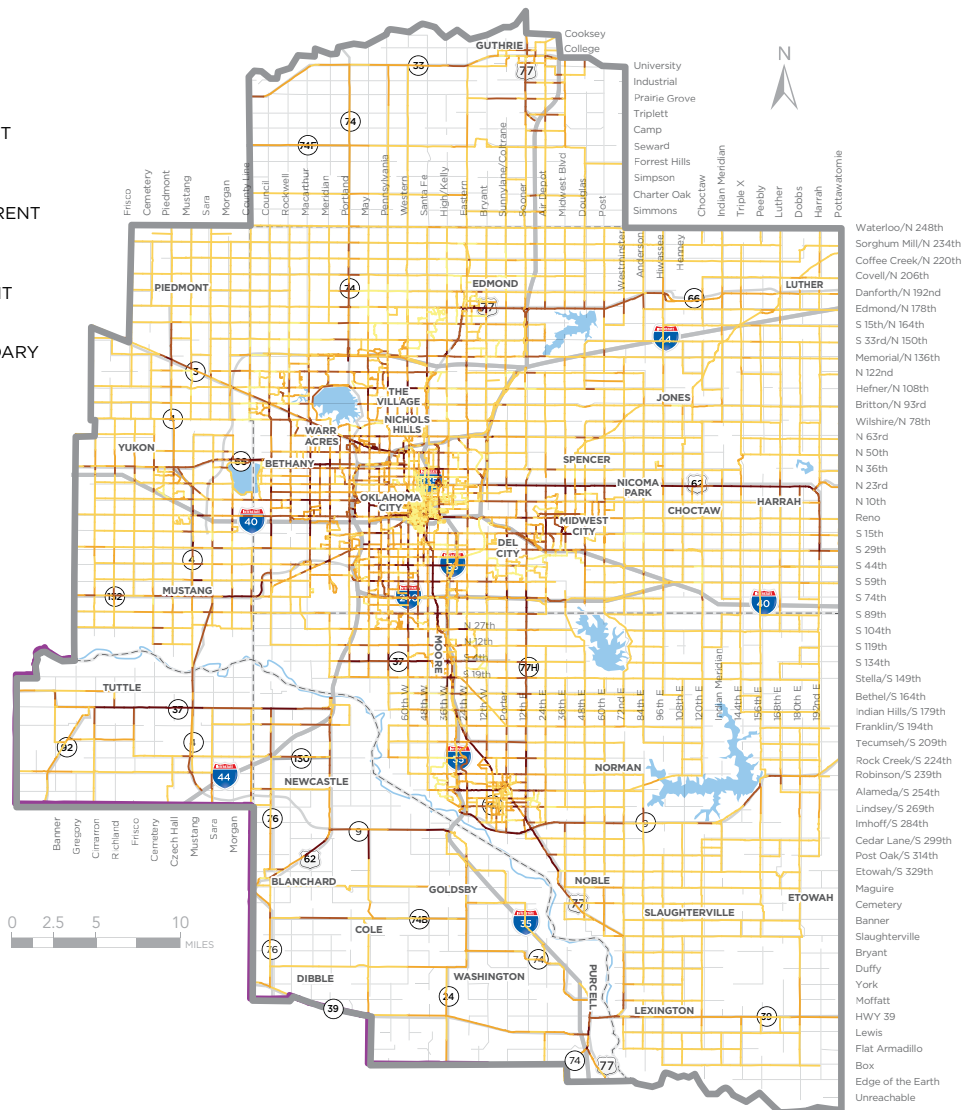 Cooksey
College
GUTHRIE
University
Industrial
Prairie Grove
Triplett
Camp
Seward
Forrest Hills
Simpson
Charter Oak
Simmons
N
33
77
74
74F
T
RENT
NT
DARY
Frisco
Cemetery
Piedmont
Mustang
Sara
Morgan
County Line
Council
Rockwell
Macarthur
Meridian
Portland
May
Pennsylvania
Western
Santa Fe
High/Kelly
Eastern
Bryant
Sunnylane/Coltrane
Sooner
Air Depot
Midwest Blvd
Douglas
Post
Westminster
Anderson
Hiwassee
Henney
Choctaw
Indian Meridian
Triple X
Peebly
Luther
Dobbs
Harrah
Pottawatomie
Waterloo/N 248th
Sorghum Mill/N 234th
Coffee Creek/N 220th
Covell/N 206th
Danforth/N 192nd
Edmond/N 178th
S 15th/N 164th
S 33rd/N 150th
Memorial/N 136th
N 122nd
Hefner/N 108th
Britton/N 93rd
Wilshire/N 78th
N 63rd
N 50th
N 36th
N 23rd
N 10th
Reno
S 15th
S 29th
S 44th
S 59th
S 74th
S 89th
S 104th
S 119th
S 134th
Stella/S 149th
Bethel/S 164th
Indian Hills/S 179th
Franklin/S 194th
Tecumseh/S 209th
Rock Creek/S 224th
Robinson/S 239th
Alameda/S 254th
Lindsey/S 269th
Imhoff/S 284th
Cedar Lane/S 299th
Post Oak/S 314th
Etowah/S 329th
Maguire
Cemetery
Banner
Slaughterville
Bryant
Duffy
York
Moffatt
HWY 39
Lewis
Flat Armadillo
Box
Edge of the Earth
Unreachable
PIEDMONT
74
EDMOND
77
66
LUTHER
44
3
THE
VILLAGE
NICHOLS
HILLS
JONES
4
WARR
ACRES
YUKON
66
BETHANY
SPENCER
OKLAHOMA
CITY
NICOMA
PARK
62
HARRAH
CHOCTAW
40
MIDWEST
CITY
DEL
CITY
4
35
MUSTANG
152
240
40
N 27th
N 12th
S 4th
S 19th
MOORE
37
77H
60th W
48th W
36th W
24th W
12th W
Porter
12th E
24th E
36th E
48th E
60th E
72nd E
84th E
96th E
108th E
120th E
Indian Meridian
144th E
156th E
168th E
180th E
192nd E
TUTTLE
37
92
4
130
35
44
NEWCASTLE
NORMAN
76
9
9
62
Banner
Gregory
Cimarron
Richland
Frisco
Cemetery
Czech Hall
Mustang
Sara
Morgan
BLANCHARD
GOLDSBY
NOBLE
77
ETOWAH
SLAUGHTERVILLE
74B
35
COLE
0 2.5 5 10
MILES
76
74
DIBBLE
WASHINGTON
PURCELL
39
24
LEXINGTON
39
74
77